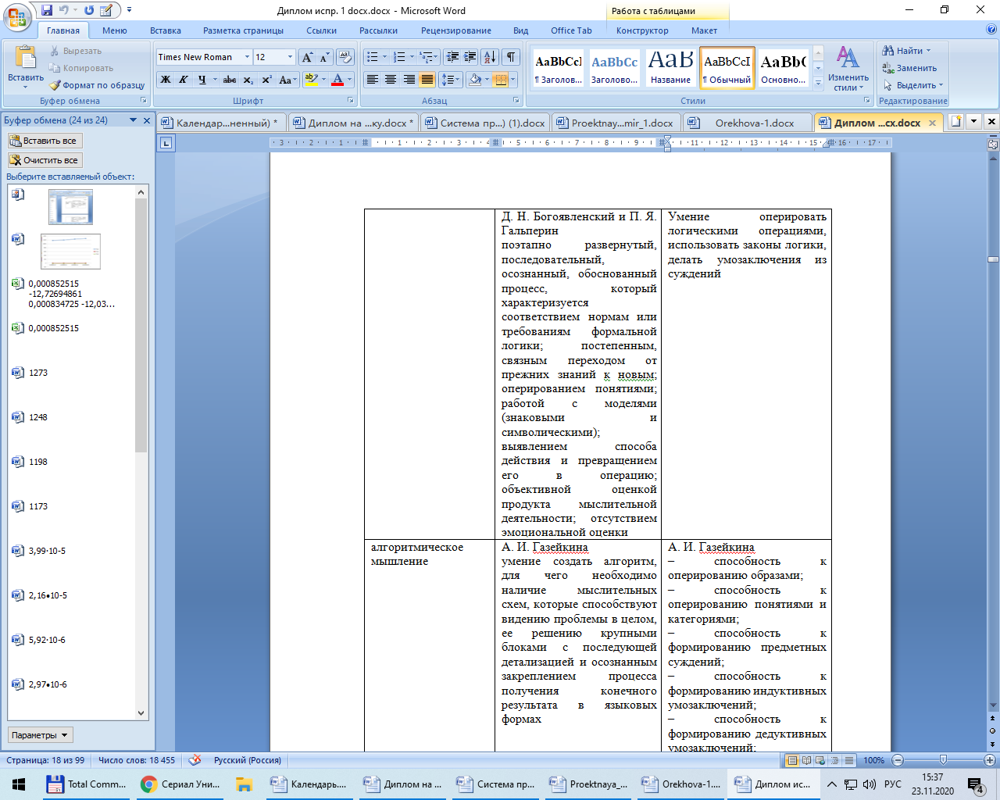 Диплом испр. 1 docx.docx - Microsoft Word
Работа с таблицами
Главная
Меню
Вставка
Разметка страницы
Ссылки
Рассылки
Рецензирование
Вид
Office Tab
Конструктор
Макет
Вставить
Вырезать
Копировать
Формат по образцу
Буфер обмена
Times New Roman
12
Шрифт
Абзац
AaBbCcI
¶ Заголов...
AaBbCc
Заголово...
АаВ
Название
AaBbCcI
¶ Обычный
AaBb(
Основно...
Изменить
стили
Стили
Найти
Заменить
Выделить
Редактирование
Буфер обмена (24 из 24)
Вставить все
Очистить все
Выберите вставляемый объект:
0,000852515
-12,72694861
0,000834725 -12,03...
0,000852515
1273
1248
1198
1173
3,99·10-5
2,16•10-5
5,92·10-6
2,97•10-6
Параметры
Календар...ненный) *
Диплом на ...ку.docx *
Система пр...) (1).docx
Proektnay...mir_1.docx
Orekhova-1.docx
Диплом ...cx.docx
Д. Н. Богоявленский и П. Я.
Гальперин
поэтапно развернутый,
последовательный,
осознанный, обоснованный
процесс, который
характеризуется
соответствием нормам или
требованиям формальной
логики; постепенным,
связным переходом от
прежних знаний к новым;
оперированием понятиями;
работой с моделями
(знаковыми и
символическими);
выявлением способа
действия и превращением
его в операцию;
объективной оценкой
продукта мыслительной
деятельности; отсутствием
эмоциональной оценки
Умение оперировать
логическими операциями,
использовать законы логики,
делать умозаключения из
суждений
алгоритмическое
мышление
А. И. Газейкина
умение создать алгоритм,
для чего необходимо
наличие мыслительных
схем, которые способствуют
видению проблемы в целом,
ее решению крупными
блоками с последующей
детализацией и осознанным
закреплением процесса
получения конечного
результата в языковых
формах
А. И. Газейкина
– способность к
оперированию образами;
– способность к
оперированию понятиями и
категориями;
– способность к
формированию предметных
суждений;
– способность к
формированию индуктивных
умозаключений;
– способность к
формированию дедуктивных
умозаключений;
Страница: 18 из 99
Число слов: 18 455
Русский (Россия)
100%
Total Comm...
Сериал Уни...
Календарь....
Диплом на ...
Система пр...
Proektnaya_...
Orekhova-1....
Диплом ис...
РУС
15:37
23.11.2020
4